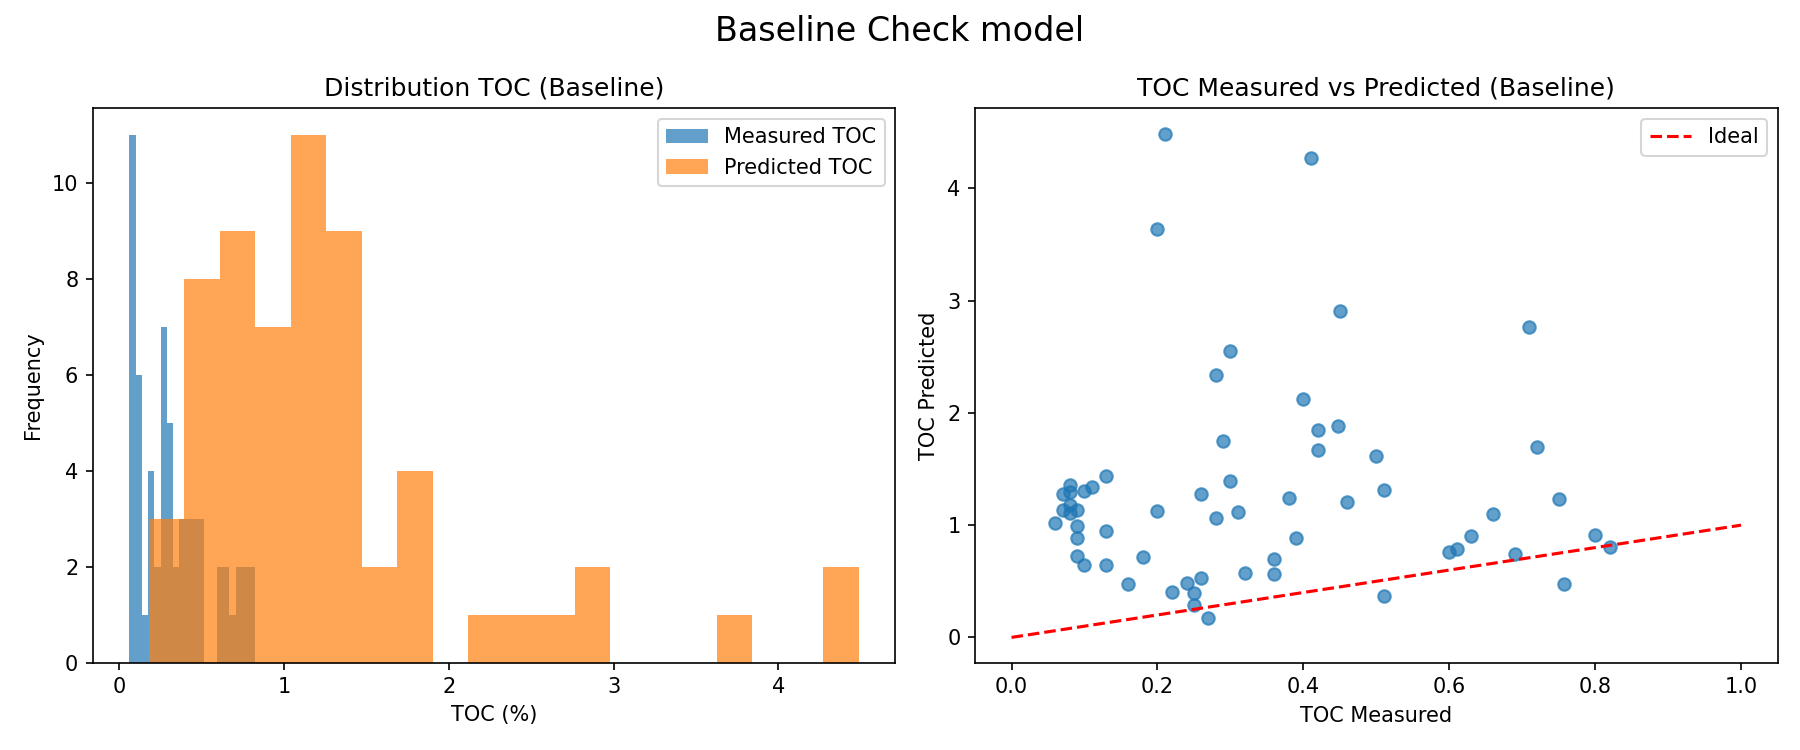 Baseline Check model
Distribution TOC (Baseline)
Measured TOC
Predicted TOC
Frequency
10
8
6
4
2
0
0 1 2 3 4
TOC (%)
TOC Measured vs Predicted (Baseline)
Ideal
TOC Predicted
4
3
2
1
0
0.0 0.2 0.4 0.6 0.8 1.0
TOC Measured